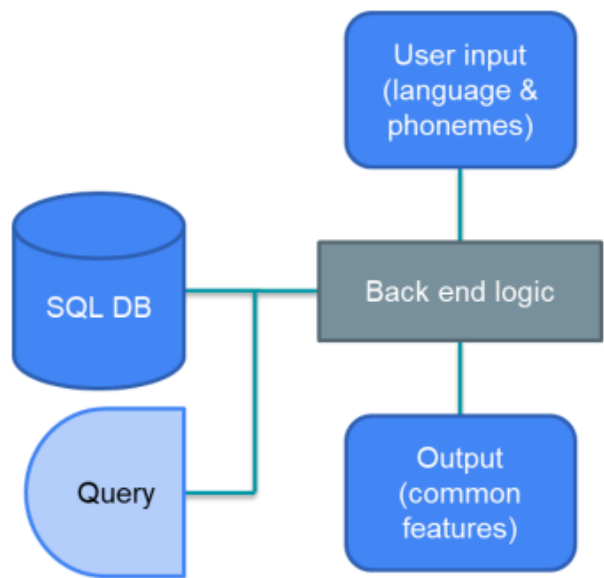 User input
(language &
phonemes)
SQL DB
Back end logic
Query
Output
(common
features)